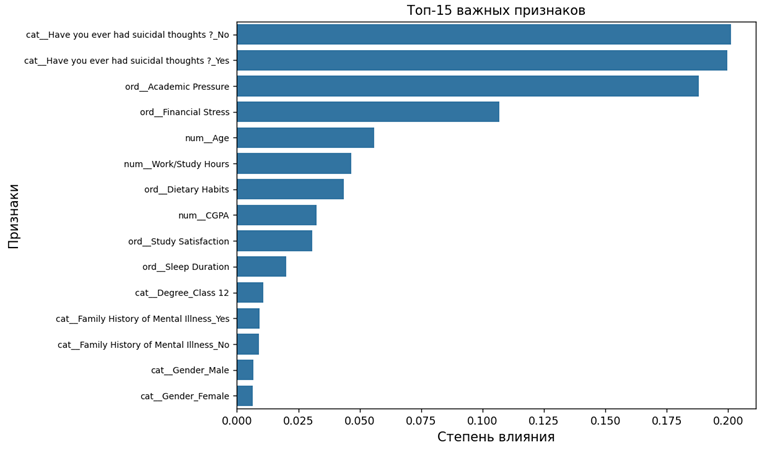 Топ-15 важных признаков
Признаки
cat__Have you ever had suicidal thoughts ?_No
cat__Have you ever had suicidal thoughts ?_Yes
ord__Academic Pressure
ord__Financial Stress
num__Age
num__Work/Study Hours
ord__Dietary Habits
num__CGPA
ord__Study Satisfaction
ord__Sleep Duration
cat__Degree_Class 12
cat__Family History of Mental Illness_Yes
cat__Family History of Mental Illness_No
cat__Gender_Male
cat__Gender_Female
0.000 0.025 0.050 0.075 0.100 0.125 0.150 0.175 0.200
Степень влияния